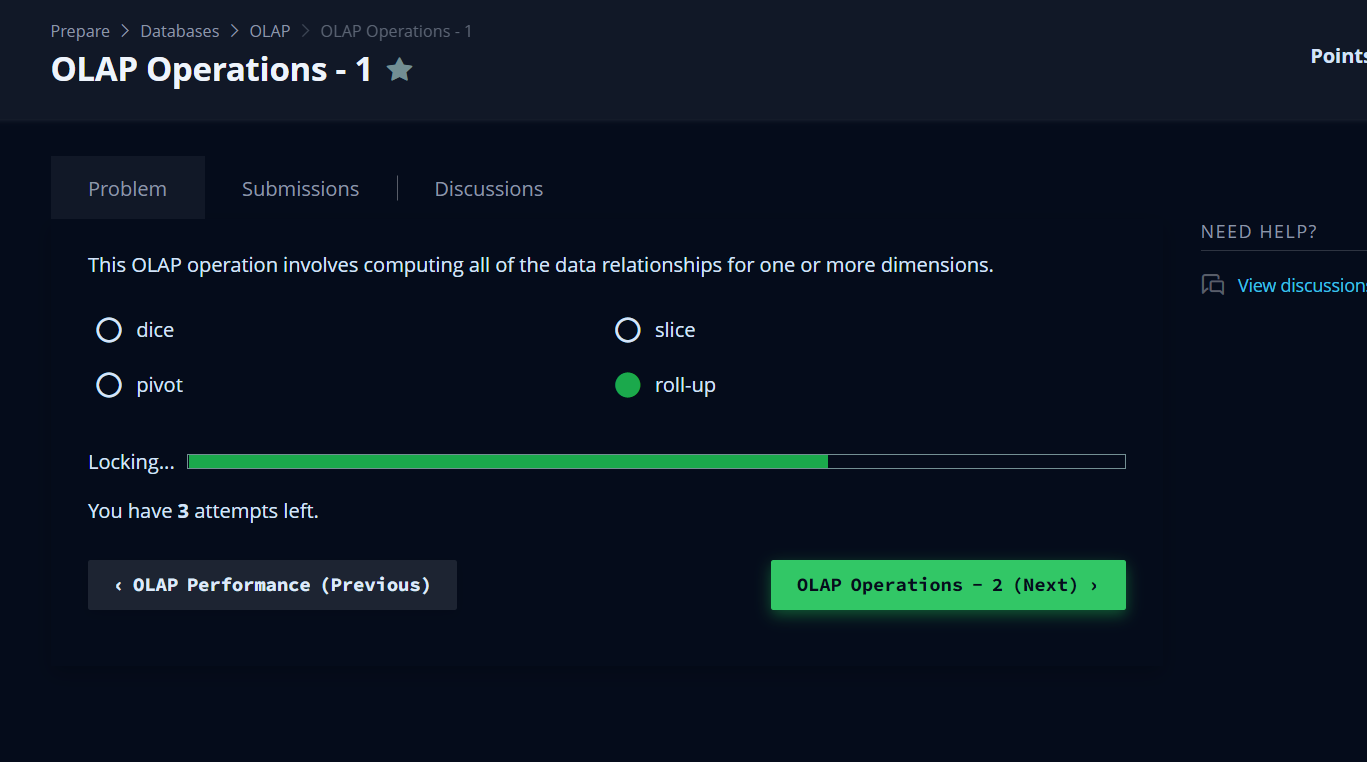 Prepare > Databases > OLAP > OLAP Operations - 1
OLAP Operations - 1
Points
Problem
Submissions
Discussions
NEED HELP?
View discussions
This OLAP operation involves computing all of the data relationships for one or more dimensions.
dice
slice
pivot
roll-up
Locking...
You have 3 attempts left.
‹ OLAP Performance (Previous)
OLAP Operations - 2 (Next) ›